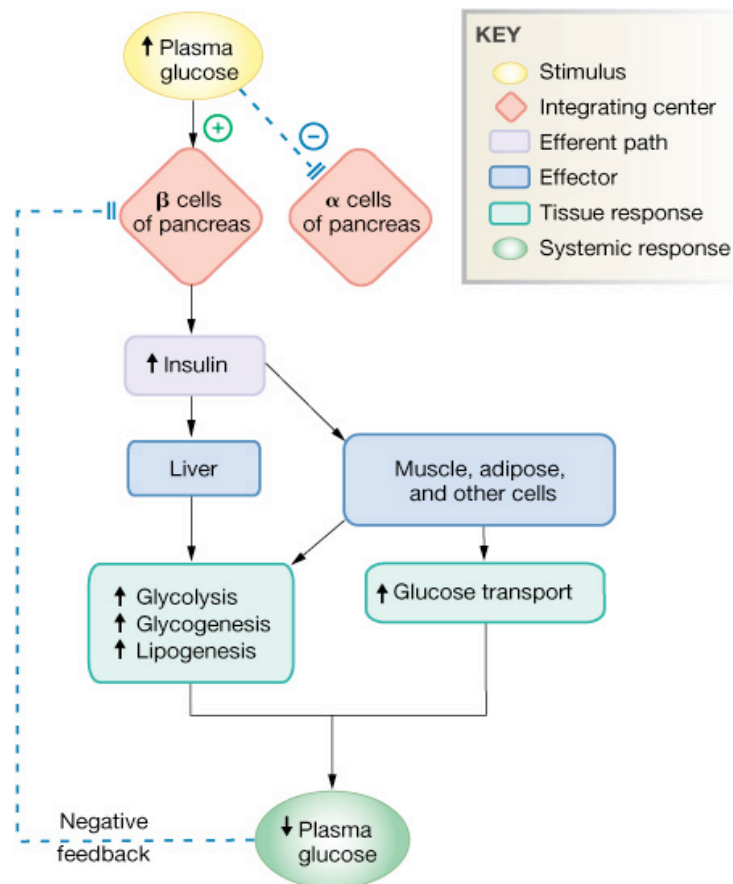 ↑ Plasma
glucose
+
−
β cells
of pancreas
α cells
of pancreas
↑ Insulin
Liver
Muscle, adipose,
and other cells
↑ Glycolysis
↑ Glycogenesis
↑ Lipogenesis
↑ Glucose transport
Negative
feedback
↓ Plasma
glucose
KEY
Stimulus
Integrating center
Efferent path
Effector
Tissue response
Systemic response